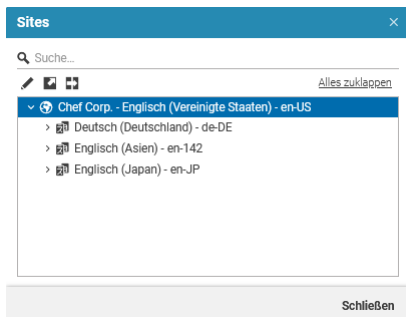 Sites
Suche...
Alles zuklappen
Chef Corp. - Englisch (Vereinigte Staaten) - en-US
Deutsch (Deutschland) - de-DE
Englisch (Asien) - en-142
Englisch (Japan) - en-JP
Schließen